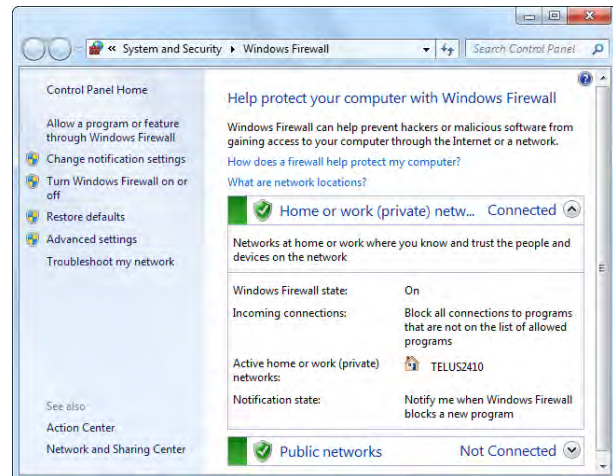 « System and Security ▸ Windows Firewall
Search Control Panel
Control Panel Home
Allow a program or feature
through Windows Firewall
Change notification settings
Turn Windows Firewall on or
off
Restore defaults
Advanced settings
Troubleshoot my network
See also
Action Center
Network and Sharing Center
Help protect your computer with Windows Firewall
Windows Firewall can help prevent hackers or malicious software from
gaining access to your computer through the Internet or a network.
How does a firewall help protect my computer?
What are network locations?
Home or work (private) netw... Connected
Networks at home or work where you know and trust the people and
devices on the network
Windows Firewall state: On
Incoming connections: Block all connections to programs
that are not on the list of allowed
programs
Active home or work (private) TELUS2410
networks:
Notification state: Notify me when Windows Firewall
blocks a new program
Public networks Not Connected